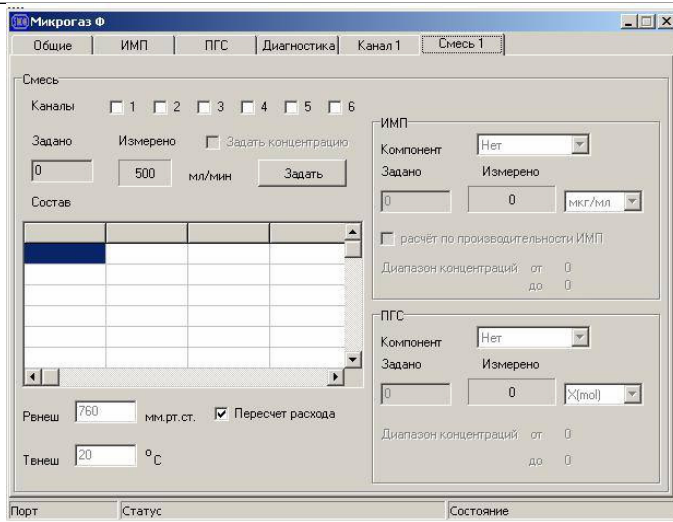 Микрогаз Ф
Общие ИМП ПГС Диагностика Канал 1 Смесь 1
Смесь
Каналы 1 2 3 4 5 6
Задано Измерено Задать концентрацию
0 500 мл/мин Задать
Состав
Рвнеш 760 мм.рт.ст. Пересчет расхода
Твнеш 20 °C
ИМП
Компонент Нет
Задано Измерено
0 0 мкг/мл
расчёт по производительности ИМП
Диапазон концентраций от 0
до 0
ПГС
Компонент Нет
Задано Измерено
0 0 X(mol)
Диапазон концентраций от 0
до 0
Порт Статус Состояние